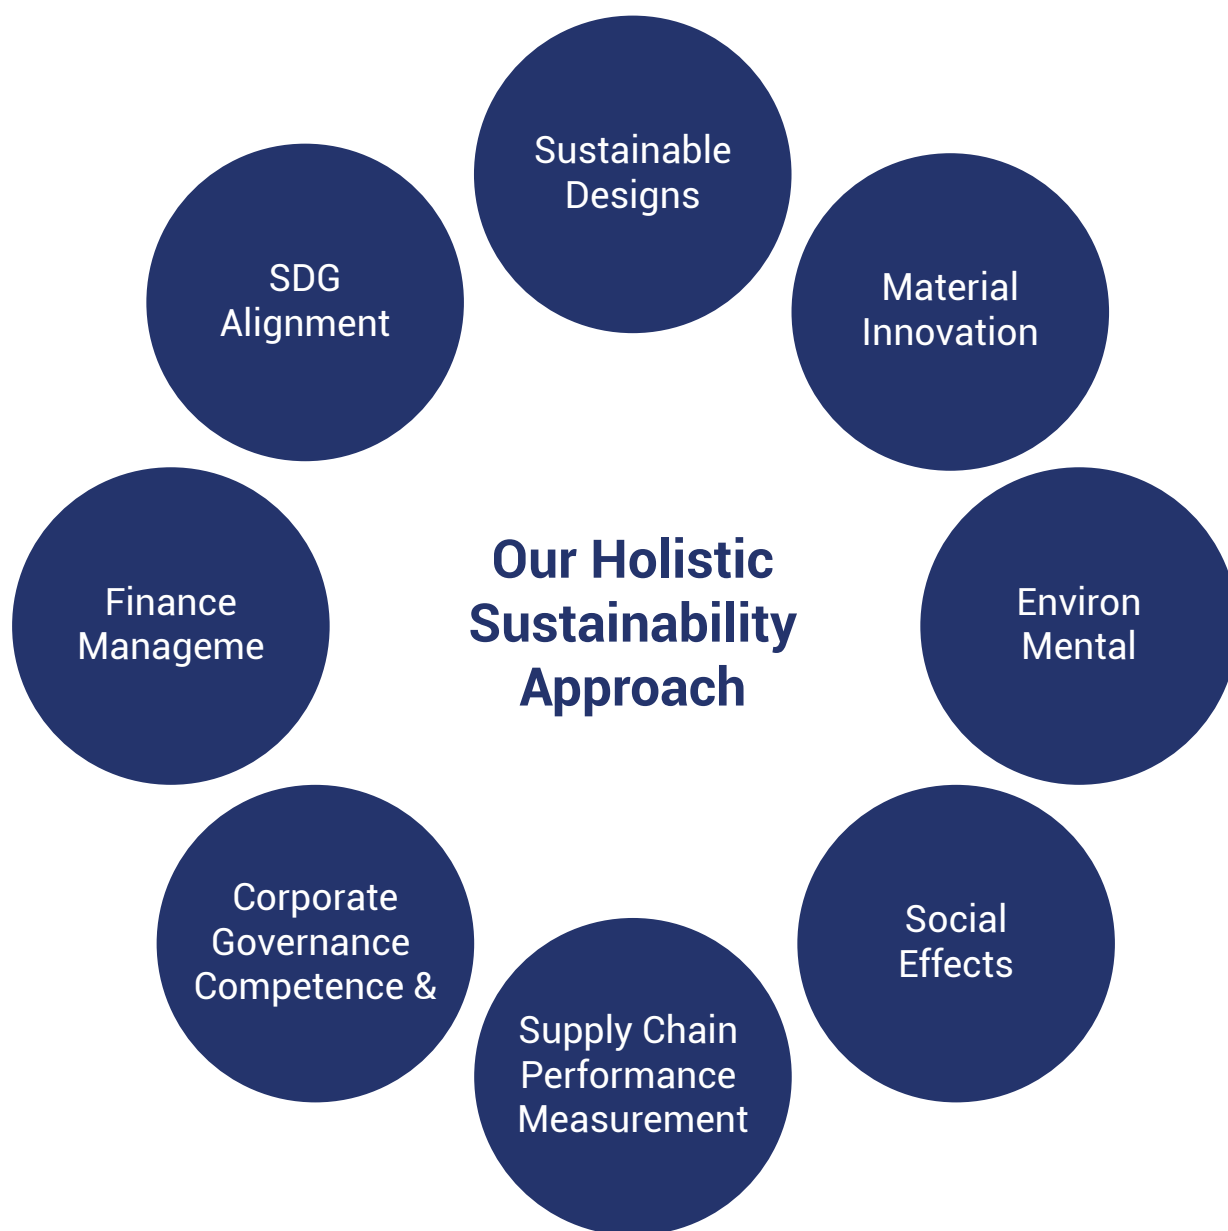 Sustainable
Designs
Material
Innovation
SDG
Alignment
Our Holistic
Sustainability
Approach
Finance
Manageme
Environ
Mental
Corporate
Governance
Competence &
Social
Effects
Supply Chain
Performance
Measurement